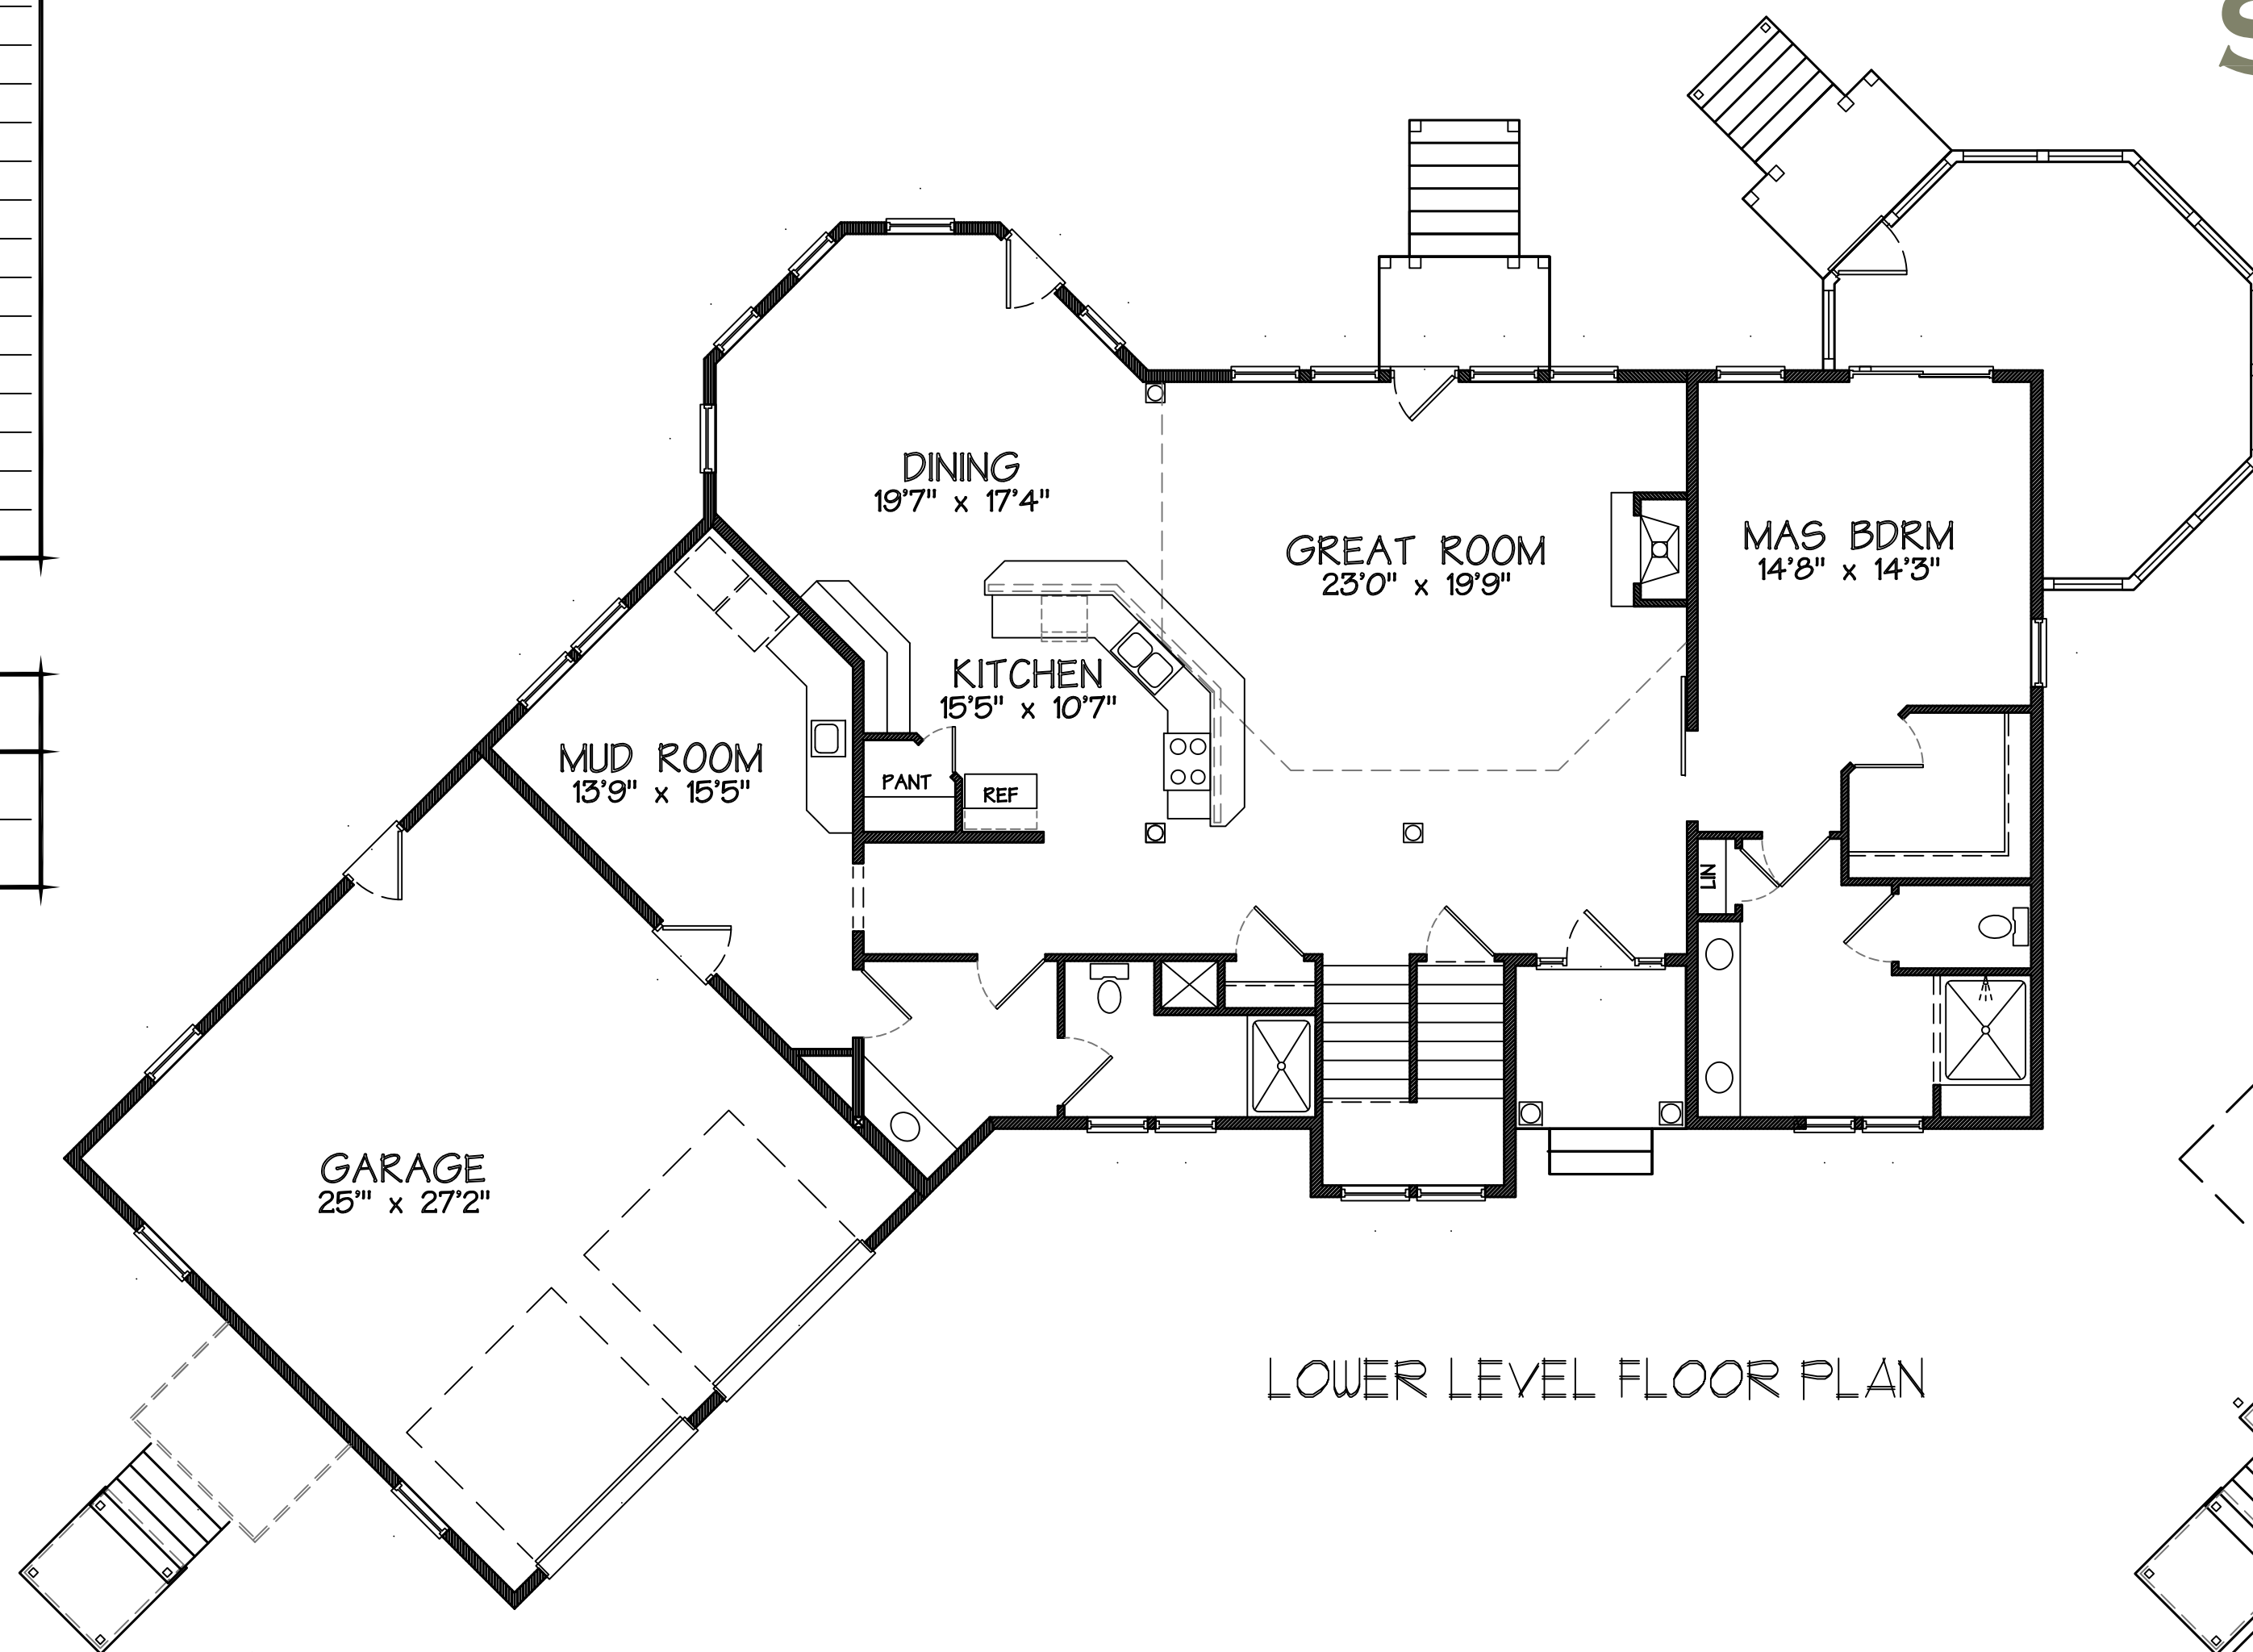 DINING
19'7" x 17'4"
GREAT ROOM
23'0" x 19'9"
MAS BDRM
14'8" x 14'3"
KITCHEN
15'5" x 10'7"
MUD ROOM
13'9" x 15'5"
PANT
REF
LIN
GARAGE
25'" x 27'2"
LOWER LEVEL FLOOR PLAN